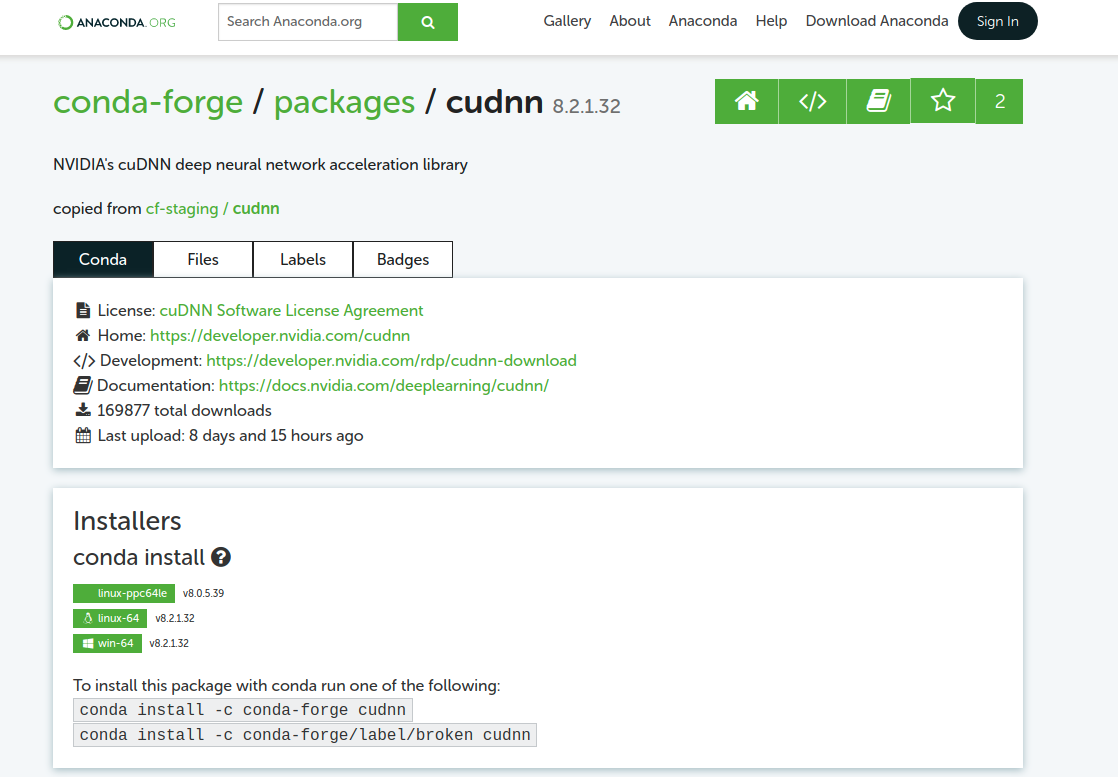 ANACONDA.ORG
Search Anaconda.org
Gallery About Anaconda Help Download Anaconda Sign In
conda-forge / packages / cudnn 8.2.1.32
2
NVIDIA's cuDNN deep neural network acceleration library
copied from cf-staging / cudnn
Conda Files Labels Badges
License: cuDNN Software License Agreement
Home: https://developer.nvidia.com/cudnn
</> Development: https://developer.nvidia.com/rdp/cudnn-download
Documentation: https://docs.nvidia.com/deeplearning/cudnn/
169877 total downloads
Last upload: 8 days and 15 hours ago
Installers
conda install ?
linux-ppc64le v8.0.5.39
linux-64 v8.2.1.32
win-64 v8.2.1.32
To install this package with conda run one of the following:
conda install -c conda-forge cudnn
conda install -c conda-forge/label/broken cudnn